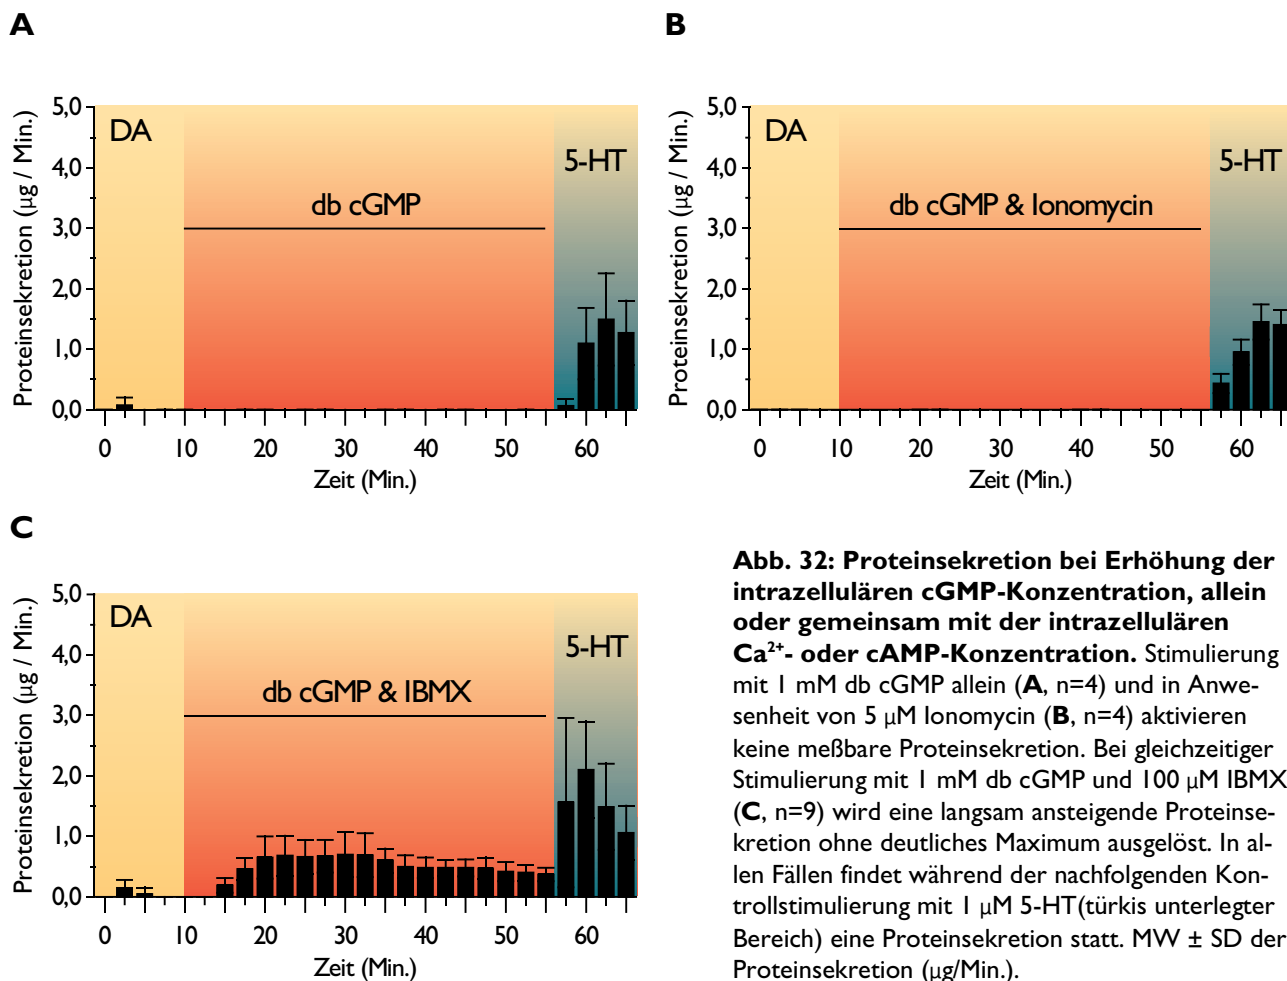 A
Proteinsekretion (µg / Min.)
5,0
4,0
3,0
2,0
1,0
0,0
DA
db cGMP
5-HT
0 10 20 30 40 50 60
Zeit (Min.)
B
Proteinsekretion (µg / Min.)
5,0
4,0
3,0
2,0
1,0
0,0
DA
db cGMP & Ionomycin
5-HT
0 10 20 30 40 50 60
Zeit (Min.)
C
Proteinsekretion (µg / Min.)
5,0
4,0
3,0
2,0
1,0
0,0
DA
db cGMP & IBMX
5-HT
0 10 20 30 40 50 60
Zeit (Min.)
Abb. 32: Proteinsekretion bei Erhöhung der
intrazellulären cGMP-Konzentration, allein
oder gemeinsam mit der intrazellulären
Ca²⁺- oder cAMP-Konzentration. Stimulierung
mit 1 mM db cGMP allein (A, n=4) und in Anwe-
senheit von 5 µM Ionomycin (B, n=4) aktivieren
keine meßbare Proteinsekretion. Bei gleichzeitiger
Stimulierung mit 1 mM db cGMP und 100 µM IBMX
(C, n=9) wird eine langsam ansteigende Proteinse-
kretion ohne deutliches Maximum ausgelöst. In al-
len Fällen findet während der nachfolgenden Kon-
trollstimulierung mit 1 µM 5-HT(türkis unterlegter
Bereich) eine Proteinsekretion statt. MW ± SD der
Proteinsekretion (µg/Min.).